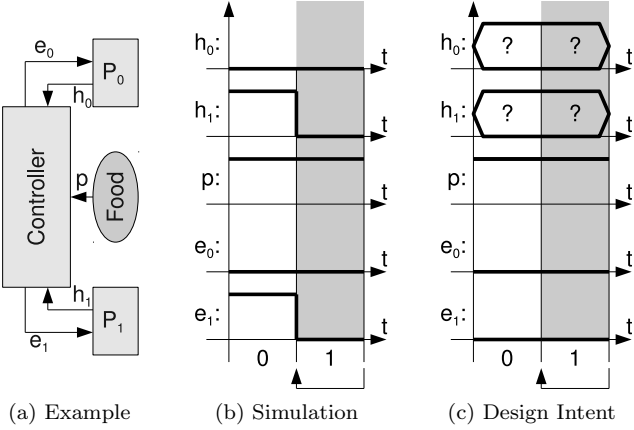 e0
P0
h0
Controller
p
Food
h1
P1
e1
(a) Example
h0: t
h1: t
p: t
e0: t
e1: t
0 1
(b) Simulation
h0: ? ? t
h1: ? ? t
p: t
e0: t
e1: t
0 1
(c) Design Intent